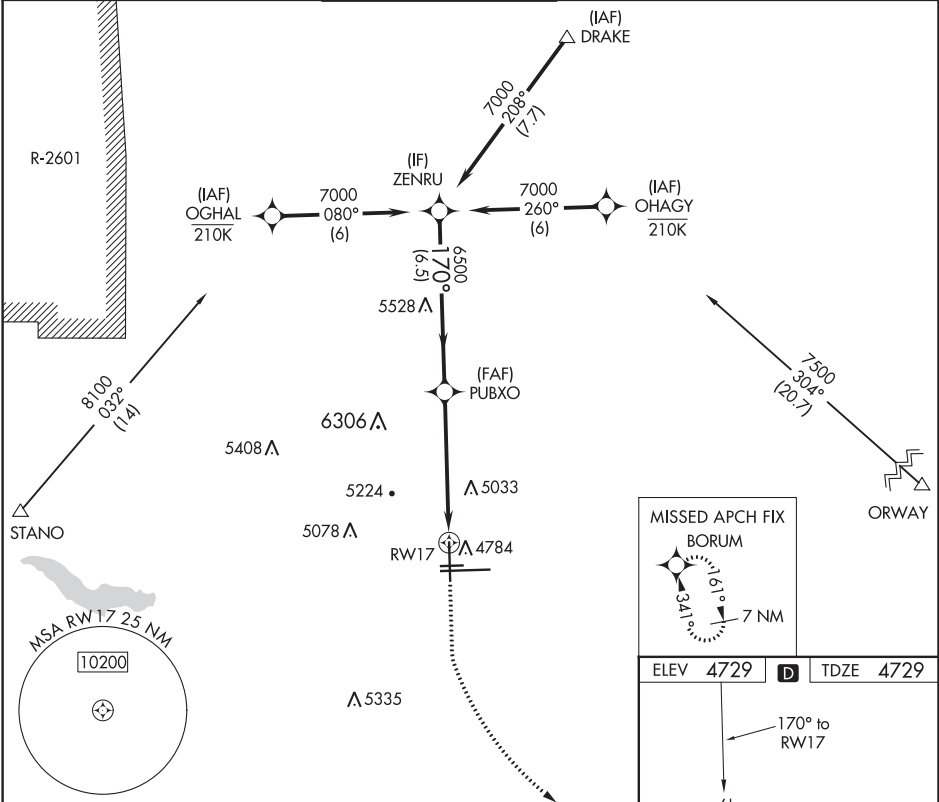 (IAF)
DRAKE
7000
208°
(7.7)
R-2601
(IF)
ZENRU
(IAF)
OGHAL
210K
7000
080°
(6)
7000
260°
(6)
(IAF)
OHAGY
210K
6500
170°
(6.5)
5528
8100
032°
(14)
7500
304°
(20.7)
(FAF)
PUBXO
6306
5408
5224
5033
STANO
5078
RW17
4784
ORWAY
MISSED APCH FIX
BORUM
161°
341°
7 NM
MSA RW17 25 NM
10200
5335
ELEV 4729 D TDZE 4729
170° to
RW17